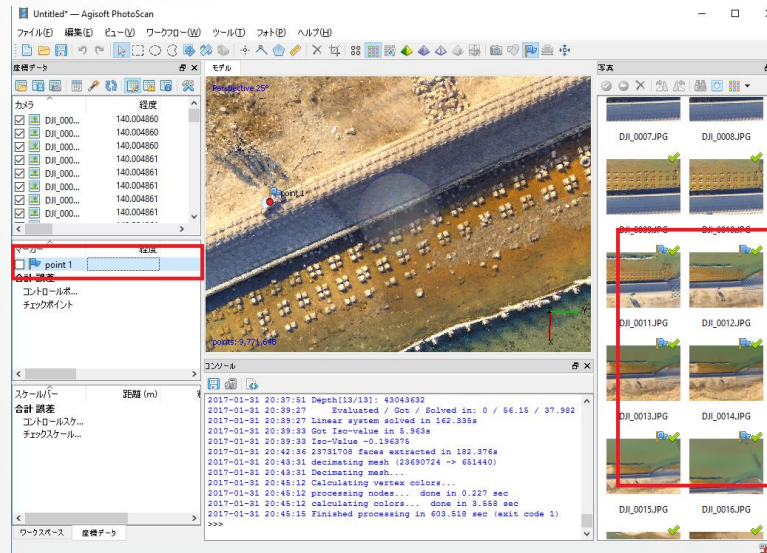 Untitled* — Agisoft PhotoScan
ファイル(F) 編集(E) ビュー(V) ワークフロー(W) ツール(T) フォト(P) ヘルプ(H)
座標データ
カメラ 経度
DJI_000... 140.004860
DJI_000... 140.004860
DJI_000... 140.004860
DJI_000... 140.004861
DJI_000... 140.004861
DJI_000... 140.004861
DJI_000... 140.004861
DJI_000... 140.004861
マーカー 経度
point 1
合計 誤差
コントロールポ...
チェックポイント
スケールバー 距離 (m)
合計 誤差
コントロールスケ...
チェックスケール...
ワークスペース 座標データ
モデル
Perspective 25°
point 1
points: 9,771,698
Y
X
コンソール
2017-01-31 20:37:51 Depth[13/13]: 43043632
2017-01-31 20:39:27 Evaluated / Got / Solved in: 0 / 56.15 / 37.982
2017-01-31 20:39:27 Linear system solved in 162.335s
2017-01-31 20:39:33 Got Iso-value in 5.963s
2017-01-31 20:39:33 Iso-Value -0.196375
2017-01-31 20:42:36 23731708 faces extracted in 182.376s
2017-01-31 20:43:31 decimating mesh (23690724 -> 651440)
2017-01-31 20:43:31 Decimating mesh...
2017-01-31 20:45:12 Calculating vertex colors...
2017-01-31 20:45:12 processing nodes... done in 0.227 sec
2017-01-31 20:45:12 calculating colors... done in 3.558 sec
2017-01-31 20:45:15 Finished processing in 603.518 sec (exit code 1)
>>>
写真
DJI_0007.JPG DJI_0008.JPG
DJI_0009.JPG DJI_0010.JPG
DJI_0011.JPG DJI_0012.JPG
DJI_0013.JPG DJI_0014.JPG
DJI_0015.JPG DJI_0016.JPG